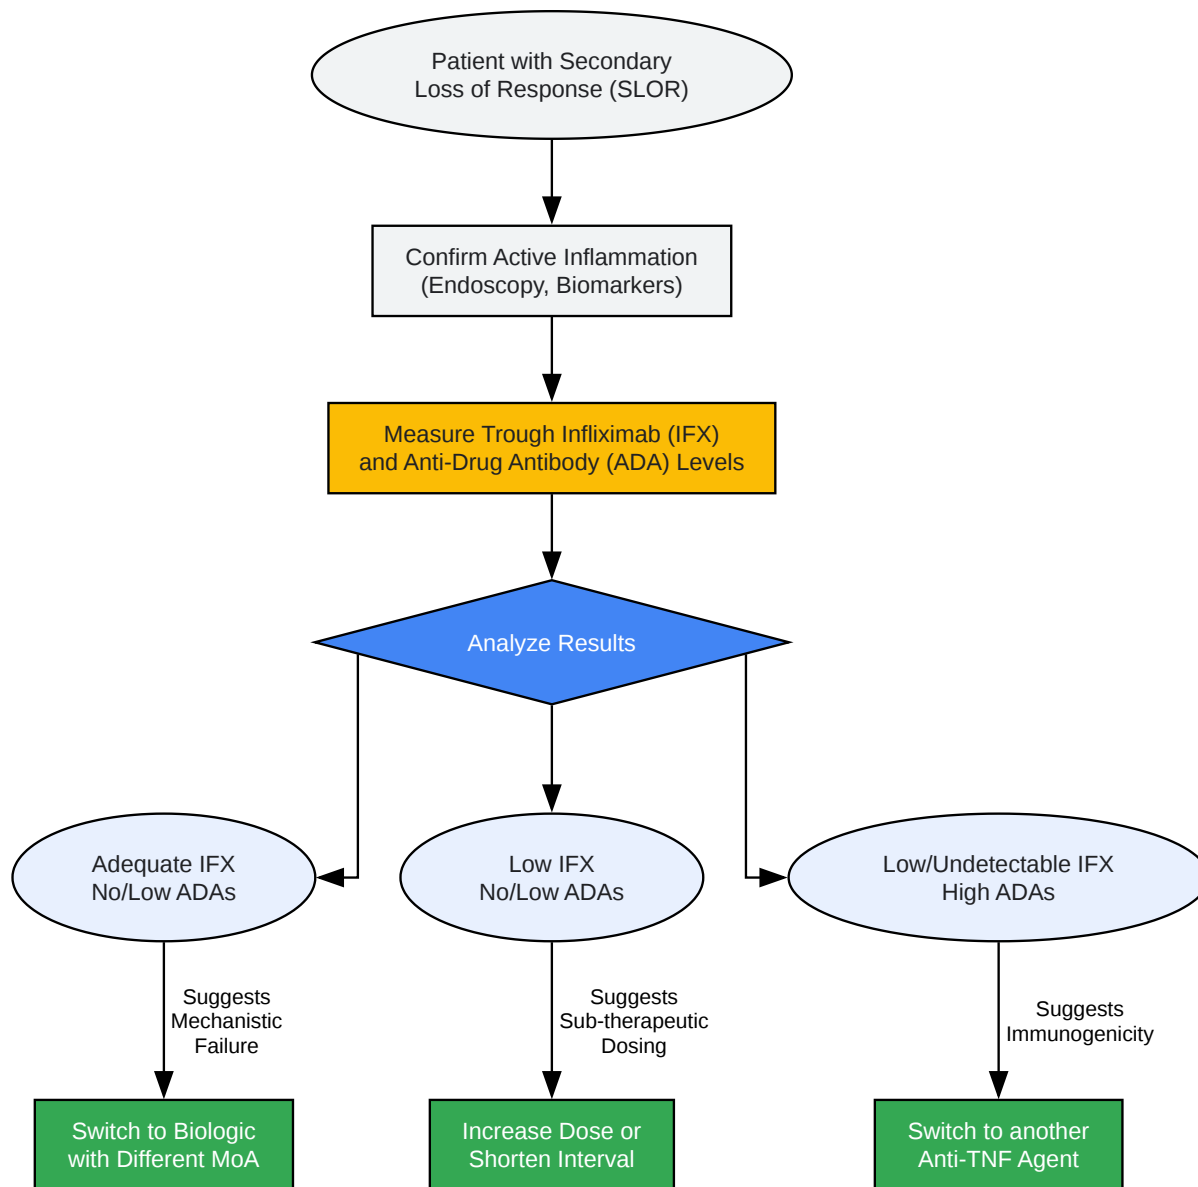 Patient with Secondary
Loss of Response (SLOR)
Confirm Active Inflammation
(Endoscopy, Biomarkers)
Measure Trough Infliximab (IFX)
and Anti-Drug Antibody (ADA) Levels
Analyze Results
Adequate IFX
No/Low ADAs
Low IFX
No/Low ADAs
Low/Undetectable IFX
High ADAs
Suggests
Mechanistic
Failure
Suggests
Sub-therapeutic
Dosing
Suggests
Immunogenicity
Switch to Biologic
with Different MoA
Increase Dose or
Shorten Interval
Switch to another
Anti-TNF Agent